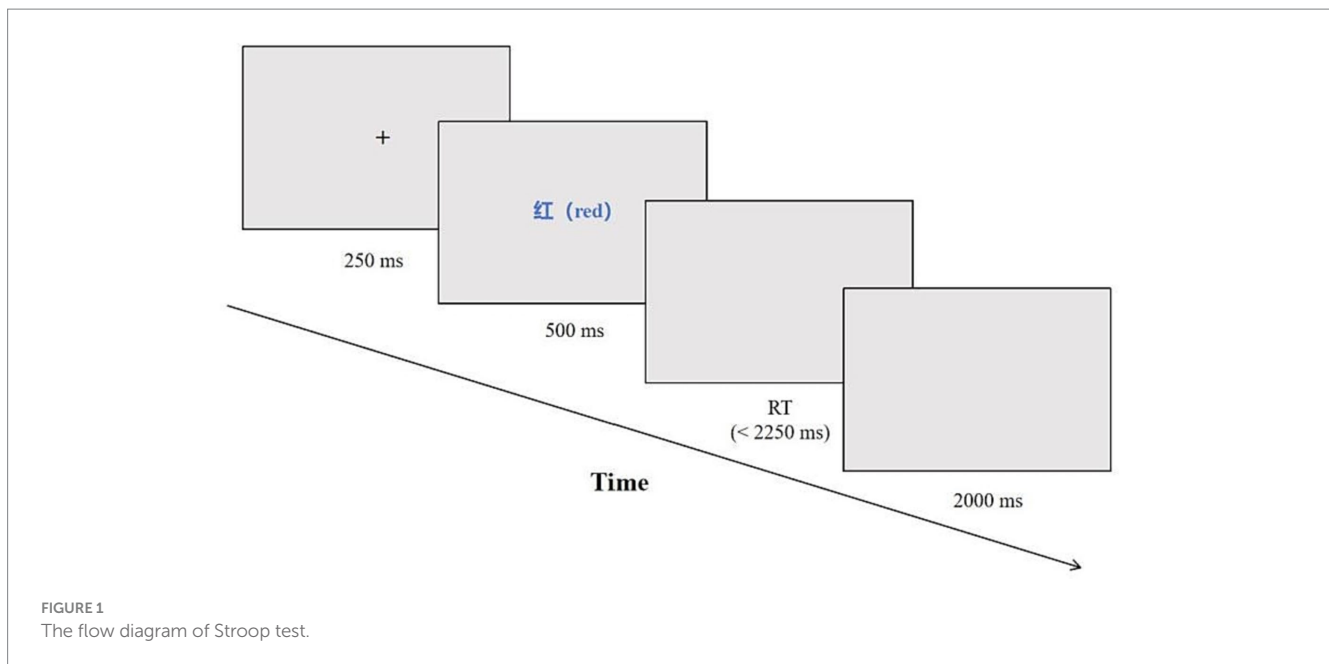 +
红（red）
250 ms
500 ms
RT
(< 2250 ms)
Time
2000 ms
FIGURE 1
The flow diagram of Stroop test.